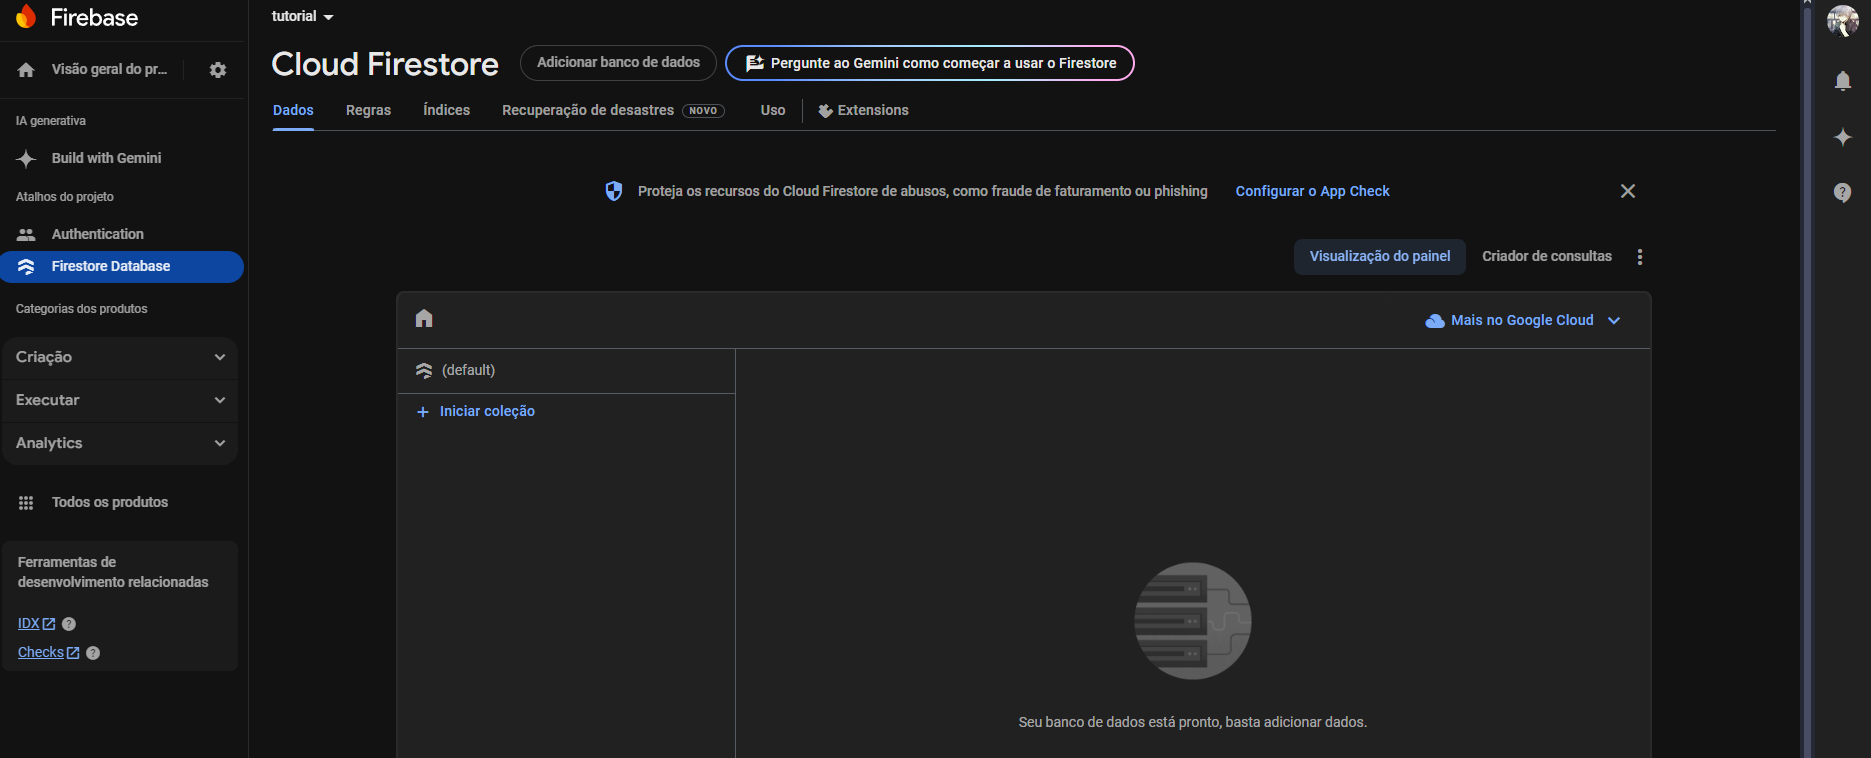 Firebase
tutorial
Visão geral do pr...
Cloud Firestore
Adicionar banco de dados
Pergunte ao Gemini como começar a usar o Firestore
Dados
Regras
Índices
Recuperação de desastres
NOVO
Uso
Extensions
IA generativa
Build with Gemini
Atalhos do projeto
Authentication
Firestore Database
Categorias dos produtos
Criação
Executar
Analytics
Todos os produtos
Ferramentas de
desenvolvimento relacionadas
IDX
Checks
Proteja os recursos do Cloud Firestore de abusos, como fraude de faturamento ou phishing
Configurar o App Check
Visualização do painel
Criador de consultas
Mais no Google Cloud
(default)
Iniciar coleção
Seu banco de dados está pronto, basta adicionar dados.